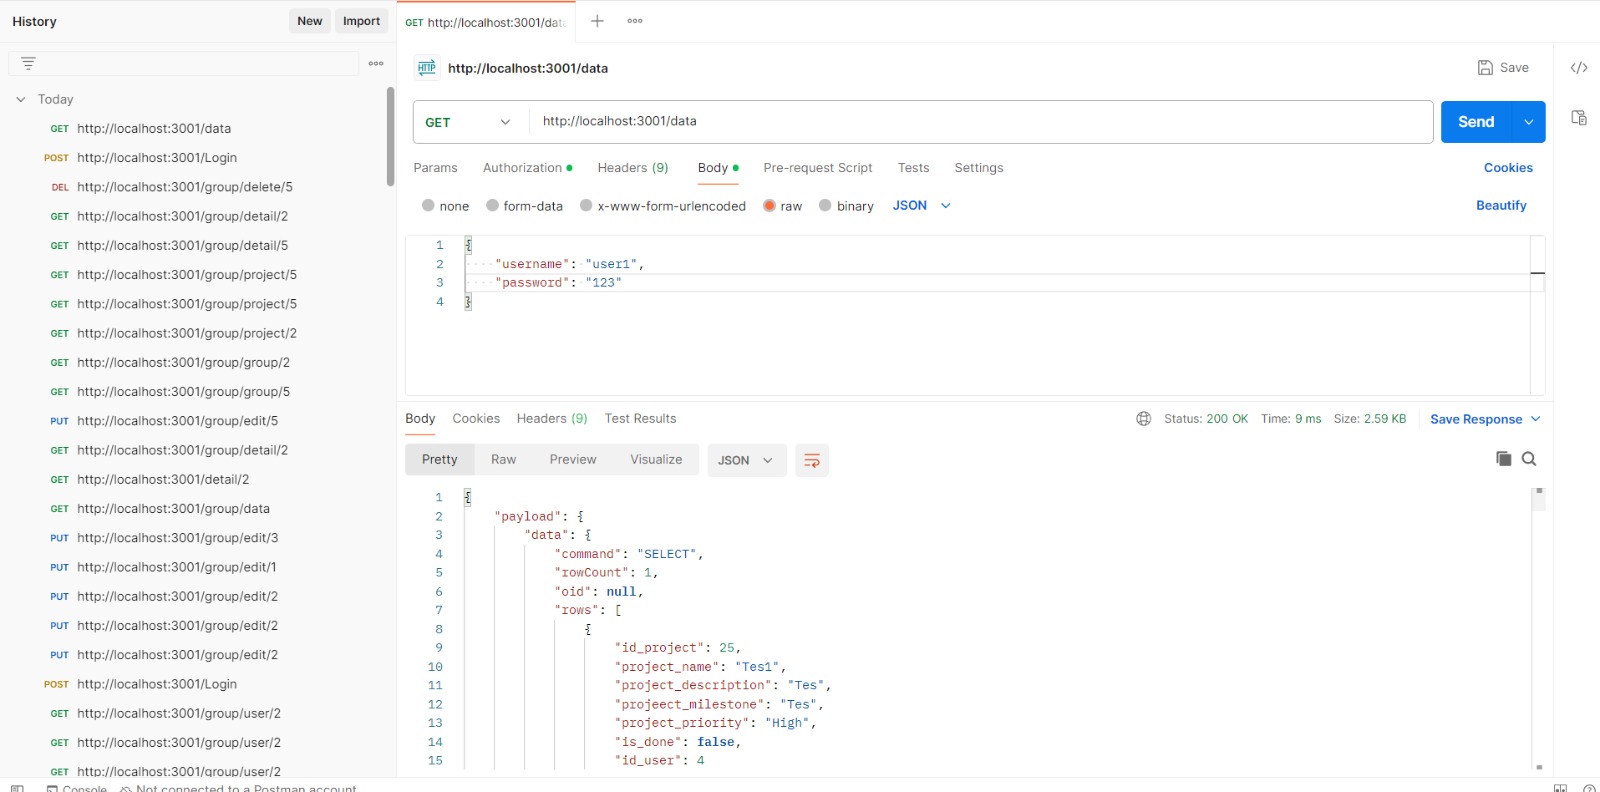 History
New
Import
Today
GET http://localhost:3001/data
POST http://localhost:3001/Login
DEL http://localhost:3001/group/delete/5
GET http://localhost:3001/group/detail/2
GET http://localhost:3001/group/detail/5
GET http://localhost:3001/group/project/5
GET http://localhost:3001/group/project/5
GET http://localhost:3001/group/project/2
GET http://localhost:3001/group/group/2
GET http://localhost:3001/group/group/5
PUT http://localhost:3001/group/edit/5
GET http://localhost:3001/group/detail/2
GET http://localhost:3001/detail/2
GET http://localhost:3001/group/data
PUT http://localhost:3001/group/edit/3
PUT http://localhost:3001/group/edit/1
PUT http://localhost:3001/group/edit/2
PUT http://localhost:3001/group/edit/2
PUT http://localhost:3001/group/edit/2
POST http://localhost:3001/Login
GET http://localhost:3001/group/user/2
GET http://localhost:3001/group/user/2
GET http://localhost:3001/group/user/2
Console Not connected to a Postman account
GET http://localhost:3001/data
HTTP http://localhost:3001/data Save
GET http://localhost:3001/data Send
Params Authorization Headers (9) Body Pre-request Script Tests Settings Cookies
none form-data x-www-form-urlencoded raw binary JSON Beautify
1 {
2 "username": "user1",
3 "password": "123"
4 }
Body Cookies Headers (9) Test Results Status: 200 OK Time: 9 ms Size: 2.59 KB Save Response
Pretty Raw Preview Visualize JSON
1 {
2 "payload": {
3 "data": {
4 "command": "SELECT",
5 "rowCount": 1,
6 "oid": null,
7 "rows": [
8 {
9 "id_project": 25,
10 "project_name": "Tes1",
11 "project_description": "Tes",
12 "projeect_milestone": "Tes",
13 "project_priority": "High",
14 "is_done": false,
15 "id_user": 4